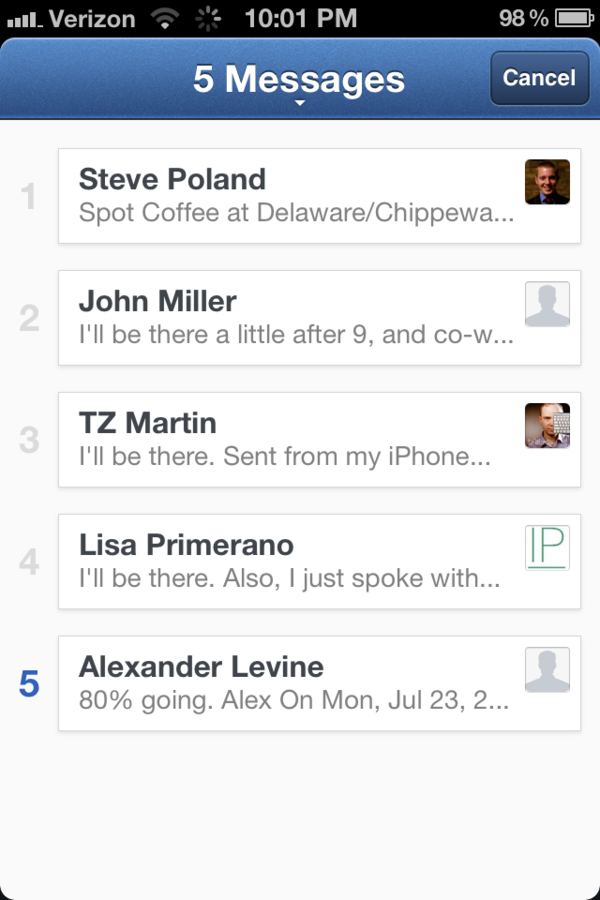 Verizon 10:01 PM 98 %
5 Messages Cancel
1
Steve Poland
Spot Coffee at Delaware/Chippewa...
2
John Miller
I'll be there a little after 9, and co-w...
3
TZ Martin
I'll be there. Sent from my iPhone...
4
Lisa Primerano
I'll be there. Also, I just spoke with...
IP
5
Alexander Levine
80% going. Alex On Mon, Jul 23, 2...